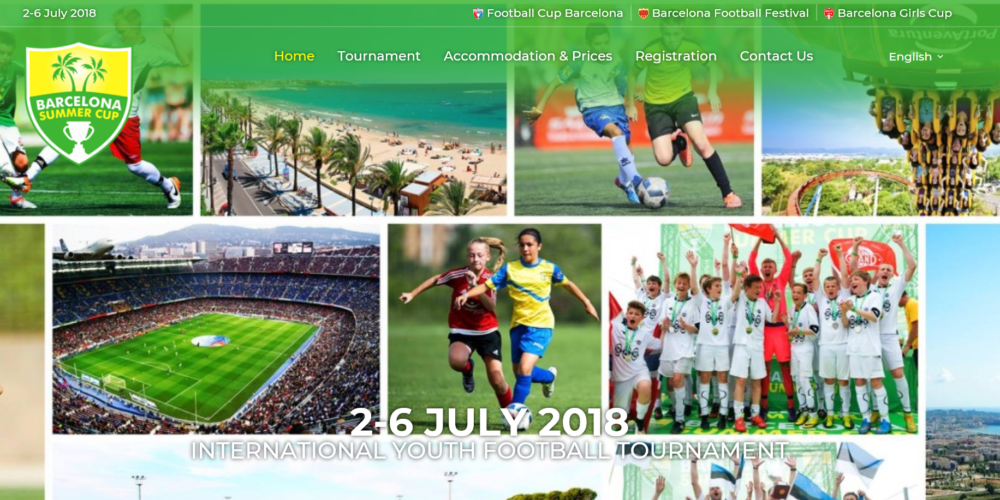 2-6 July 2018
Football Cup Barcelona
Barcelona Football Festival
Barcelona Girls Cup
Home
Tournament
Accommodation & Prices
Registration
Contact Us
English
PortAventura
BARCELONA
SUMMER CUP
2-6 JULY 2018
INTERNATIONAL YOUTH FOOTBALL TOURNAMENT